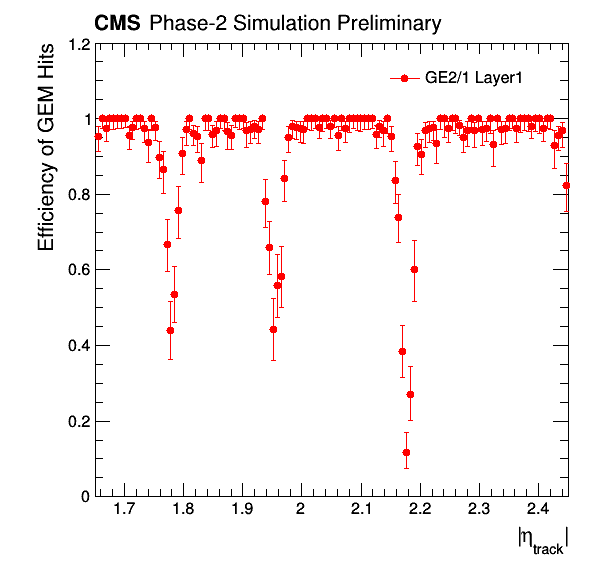 CMS Phase-2 Simulation Preliminary
Efficiency of GEM Hits
GE2/1 Layer1
1.2
1
0.8
0.6
0.4
0.2
0
1.7 1.8 1.9 2 2.1 2.2 2.3 2.4
|η_track|